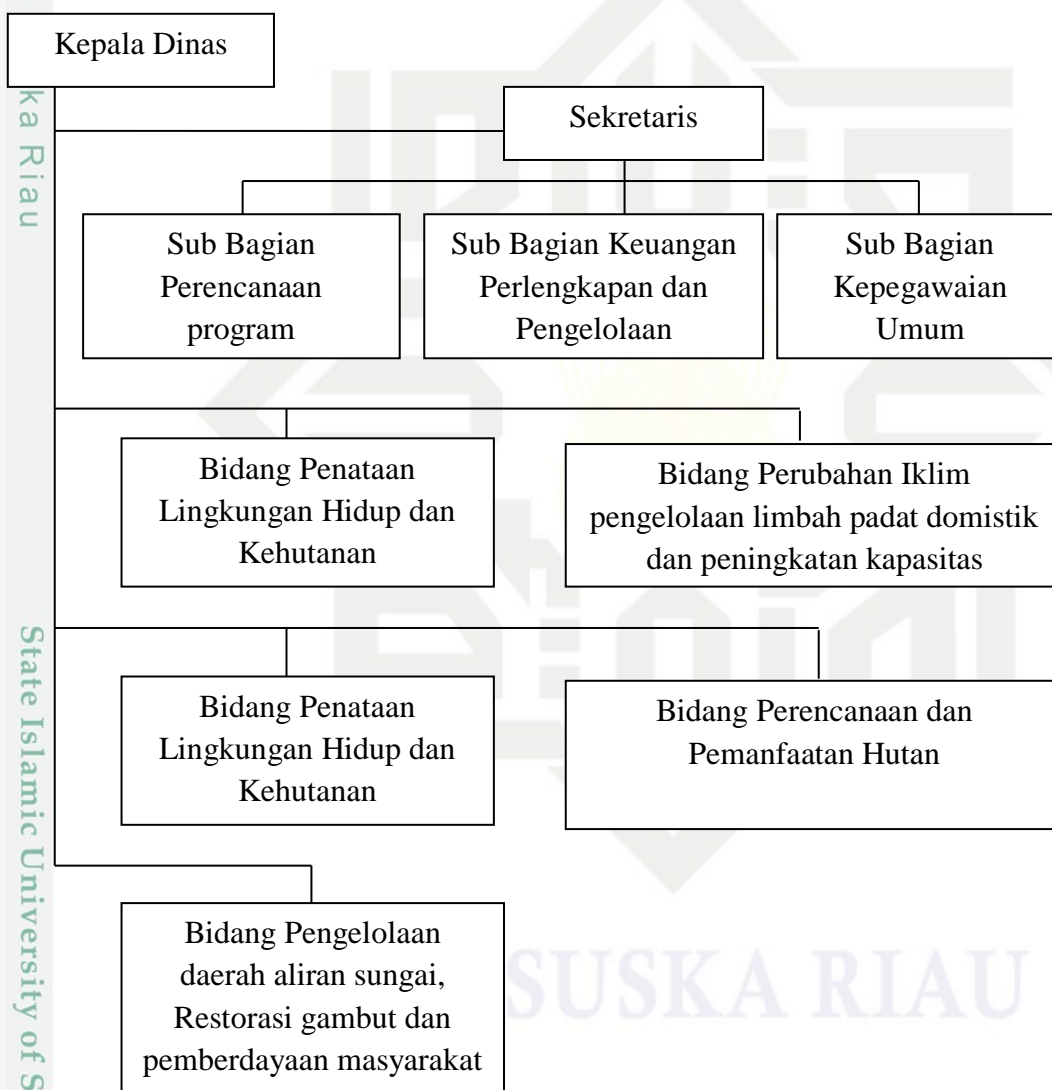 Kepala Dinas
Sekretaris
Sub Bagian
Perencanaan
program
Sub Bagian Keuangan
Perlengkapan dan
Pengelolaan
Sub Bagian
Kepegawaian
Umum
Bidang Penataan
Lingkungan Hidup dan
Kehutanan
Bidang Perubahan Iklim
pengelolaan limbah padat domistik
dan peningkatan kapasitas
Bidang Penataan
Lingkungan Hidup dan
Kehutanan
Bidang Perencanaan dan
Pemanfaatan Hutan
Bidang Pengelolaan
daerah aliran sungai,
Restorasi gambut dan
pemberdayaan masyarakat
ka Riau
State Islamic University of S
SUSKA RIAU